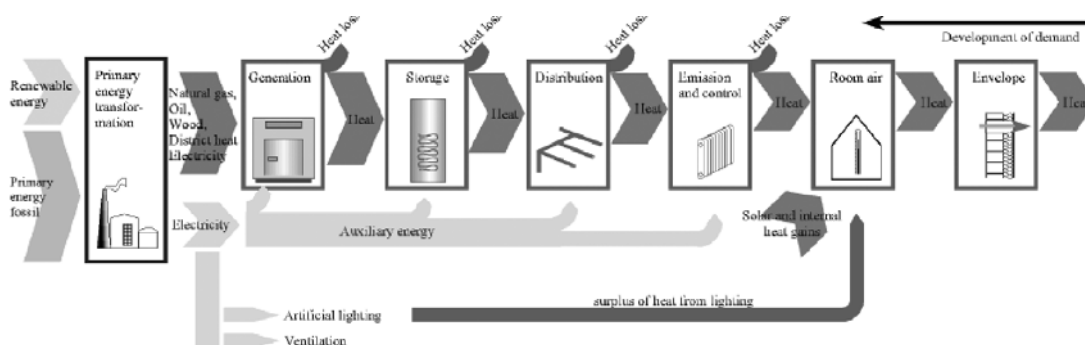 Heat loss
Heat loss
Heat loss
Heat loss
Development of demand
Renewable
energy
Primary
energy
transfor-
mation
Natural gas,
Oil,
Wood,
District heat
Electricity
Generation
Heat
Storage
Heat
Distribution
Heat
Emission
and control
Heat
Room air
Heat
Envelope
Heat
Primary
energy
fossil
Electricity
Auxiliary energy
Solar and internal
heat gains
surplus of heat from lighting
Artificial lighting
Ventilation